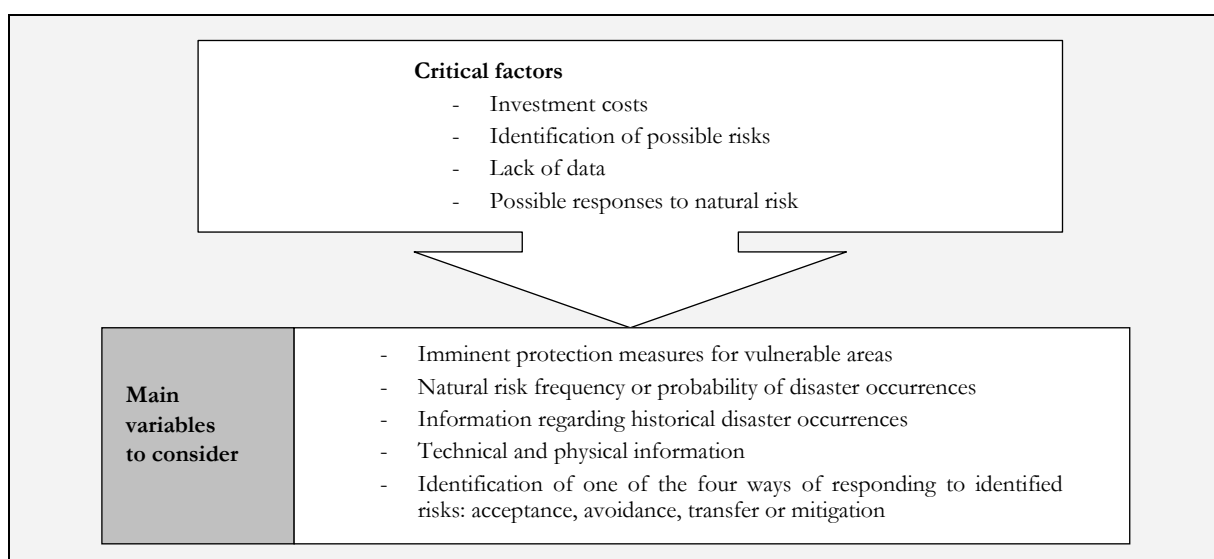 Critical factors
- Investment costs
- Identification of possible risks
- Lack of data
- Possible responses to natural risk
Main
variables
to consider
- Imminent protection measures for vulnerable areas
- Natural risk frequency or probability of disaster occurrences
- Information regarding historical disaster occurrences
- Technical and physical information
- Identification of one of the four ways of responding to identified
risks: acceptance, avoidance, transfer or mitigation